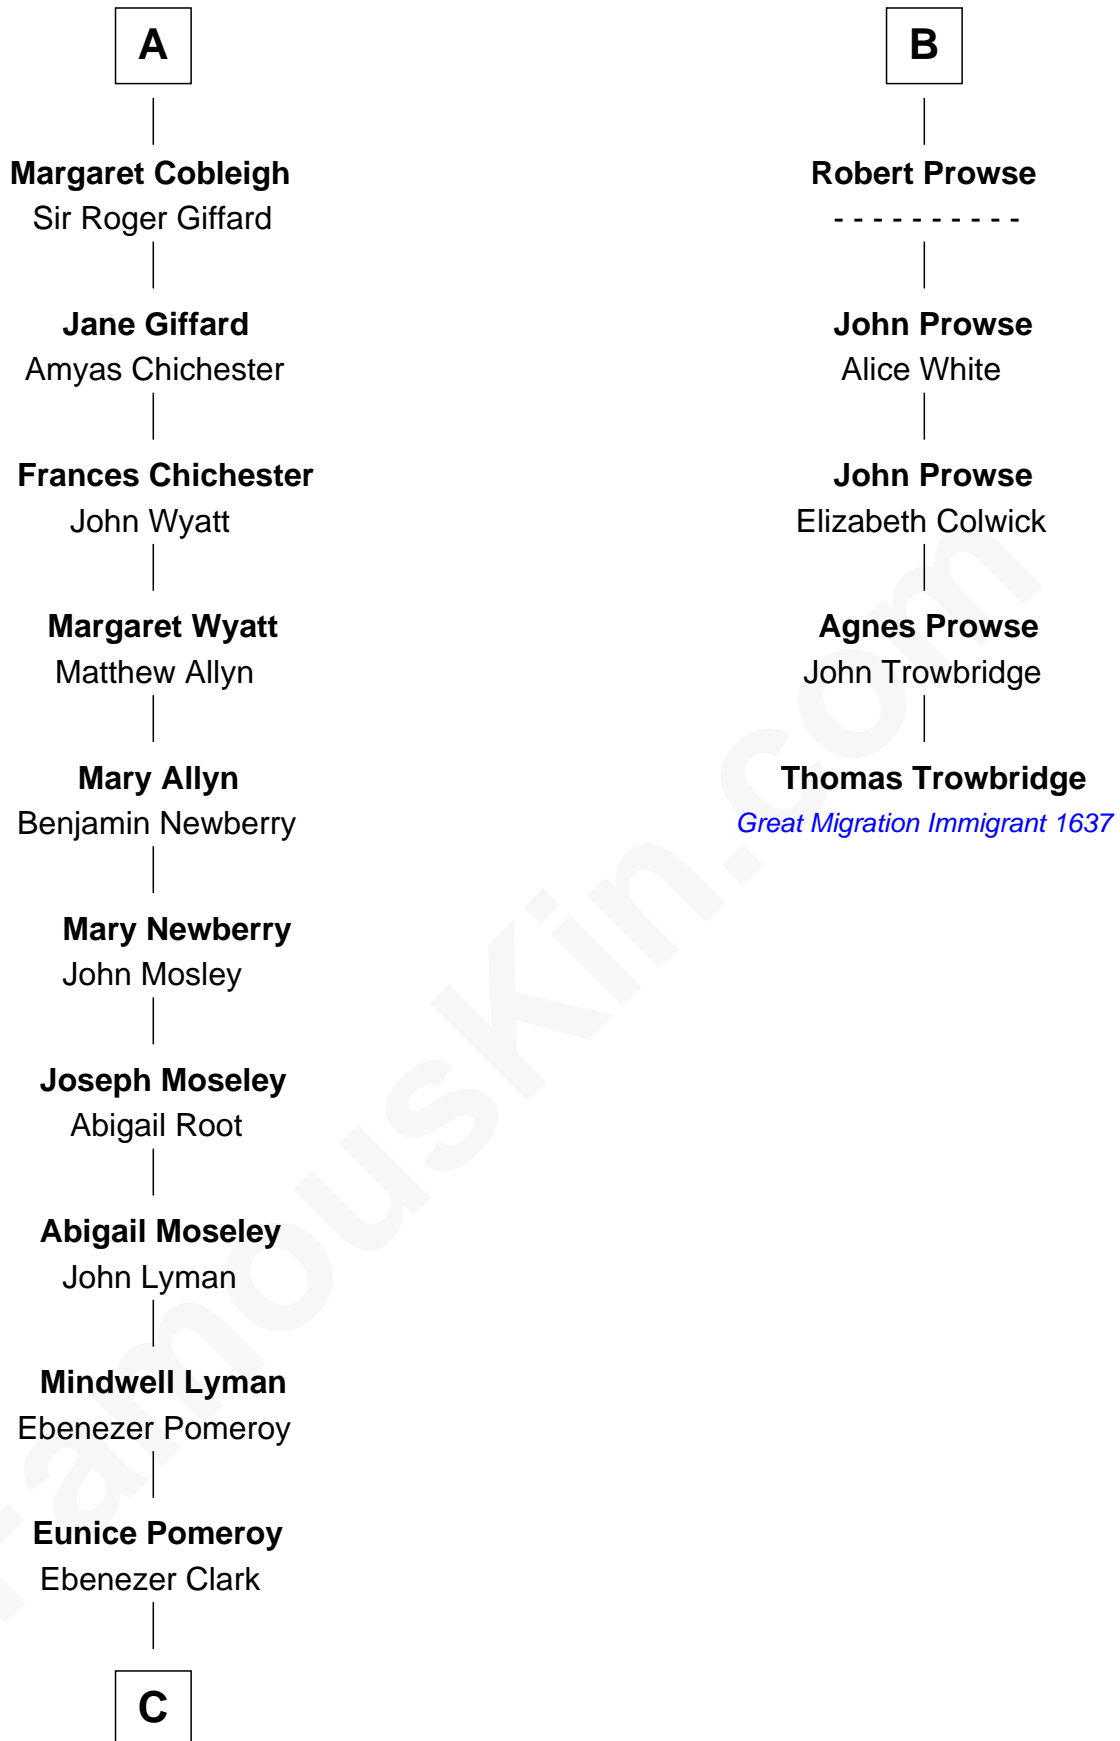 A
Margaret Cobleigh
Sir Roger Giffard
Jane Giffard
Amyas Chichester
Frances Chichester
John Wyatt
Margaret Wyatt
Matthew Allyn
Mary Allyn
Benjamin Newberry
Mary Newberry
John Mosley
Joseph Moseley
Abigail Root
Abigail Moseley
John Lyman
Mindwell Lyman
Ebenezer Pomeroy
Eunice Pomeroy
Ebenezer Clark
C
B
Robert Prowse
- - - - - - - - - -
John Prowse
Alice White
John Prowse
Elizabeth Colwick
Agnes Prowse
John Trowbridge
Thomas Trowbridge
Great Migration Immigrant 1637
FamousKin.com